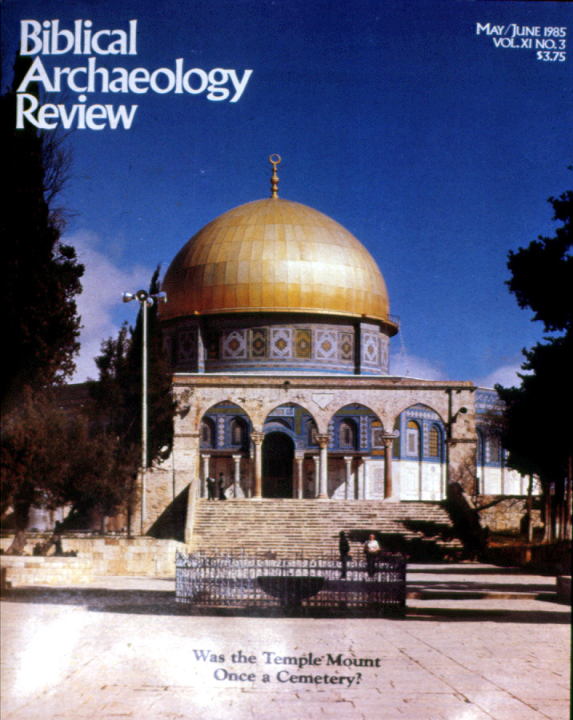 Biblical
Archaeology
Review
MAY/JUNE 1985
VOL. XI NO. 3
$3.75
Was the Temple Mount
Once a Cemetery?